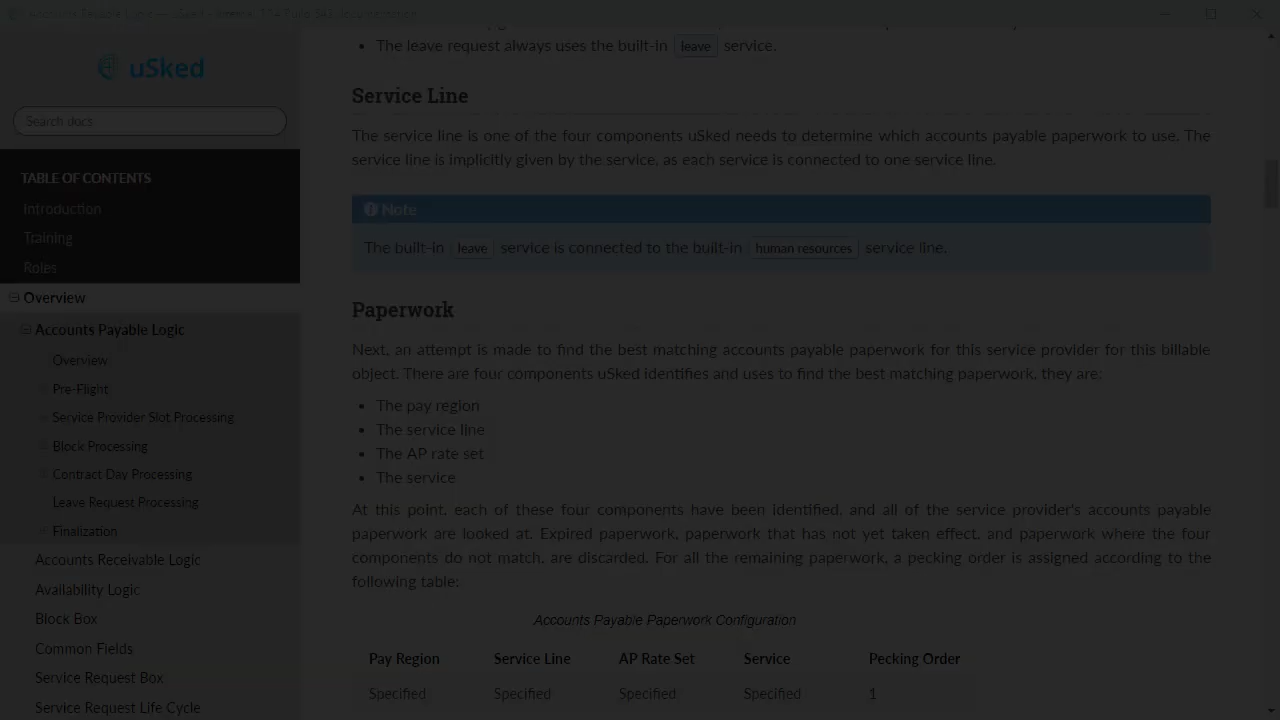 uSked
Search docs
TABLE OF CONTENTS
Introduction
Training
Roles
Overview
Accounts Payable Logic
Overview
Pre-Flight
Service Provider Slot Processing
Block Processing
Contract Day Processing
Leave Request Processing
Finalization
Accounts Receivable Logic
Availability Logic
Block Box
Common Fields
Service Request Box
Service Request Life Cycle
The leave request always uses the built-in leave service.
Service Line
The service line is one of the four components uSked needs to determine which accounts payable paperwork to use. The
service line is implicitly given by the service, as each service is connected to one service line.
Note
The built-in leave service is connected to the built-in human resources service line.
Paperwork
Next, an attempt is made to find the best matching accounts payable paperwork for this service provider for this billable
object. There are four components uSked identifies and uses to find the best matching paperwork, they are:
The pay region
The service line
The AP rate set
The service
At this point, each of these four components have been identified, and all of the service provider's accounts payable
paperwork are looked at. Expired paperwork, paperwork that has not yet taken effect, and paperwork where the four
components do not match, are discarded. For all the remaining paperwork, a pecking order is assigned according to the
following table:
Accounts Payable Paperwork Configuration
Pay Region Service Line AP Rate Set Service Pecking Order
Specified Specified Specified Specified 1